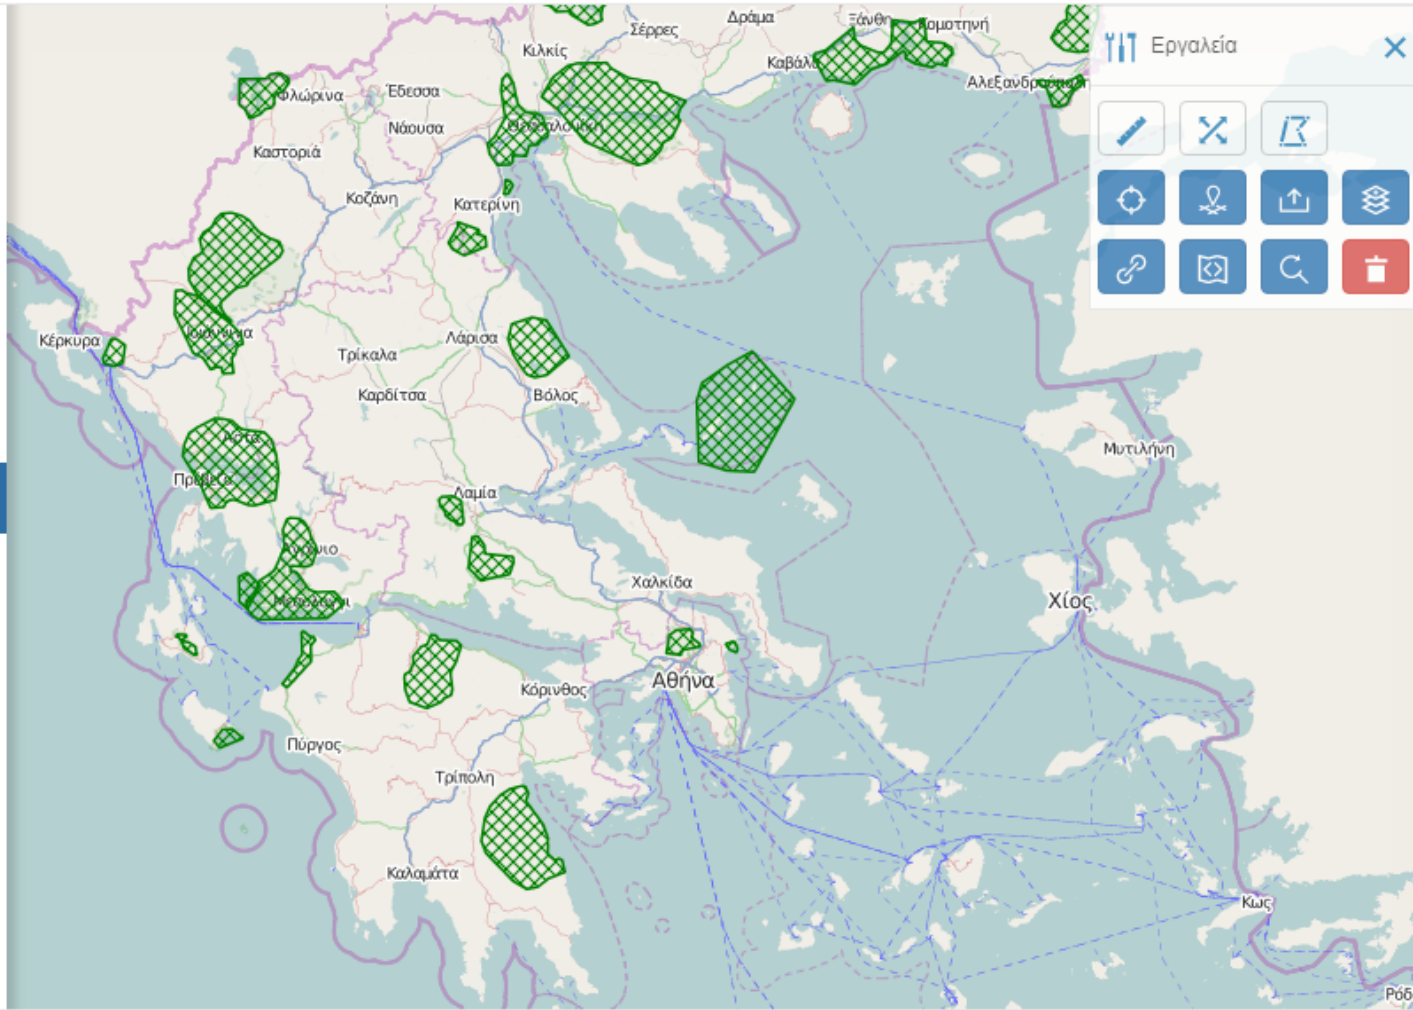 Δράμα
Ξάνθη
Κομοτηνή
Σέρρες
Κιλκίς
Καβάλα
Αλεξανδρούπολη
Εργαλεία
Φλώρινα
Έδεσσα
Θεσσαλονίκη
Νάουσα
Καστοριά
Κοζάνη
Κατερίνη
Κέρκυρα
Ιωάννινα
Λάρισα
Τρίκαλα
Καρδίτσα
Βόλος
Άρτα
Μυτιλήνη
Πρέβεζα
Λαμία
Αγρίνιο
Χαλκίδα
Μεσολόγγι
Χίος
Αθήνα
Κόρινθος
Πύργος
Τρίπολη
Καλαμάτα
Κως
Ρόδ